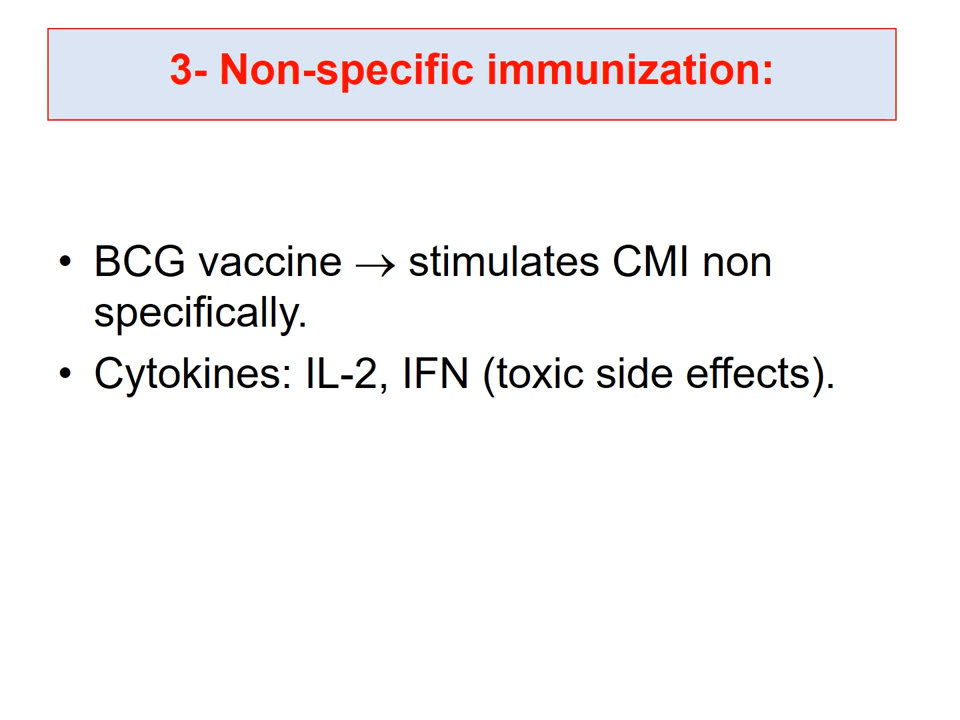 3- Non-specific immunization:
• BCG vaccine → stimulates CMI non
specifically.
• Cytokines: IL-2, IFN (toxic side effects).